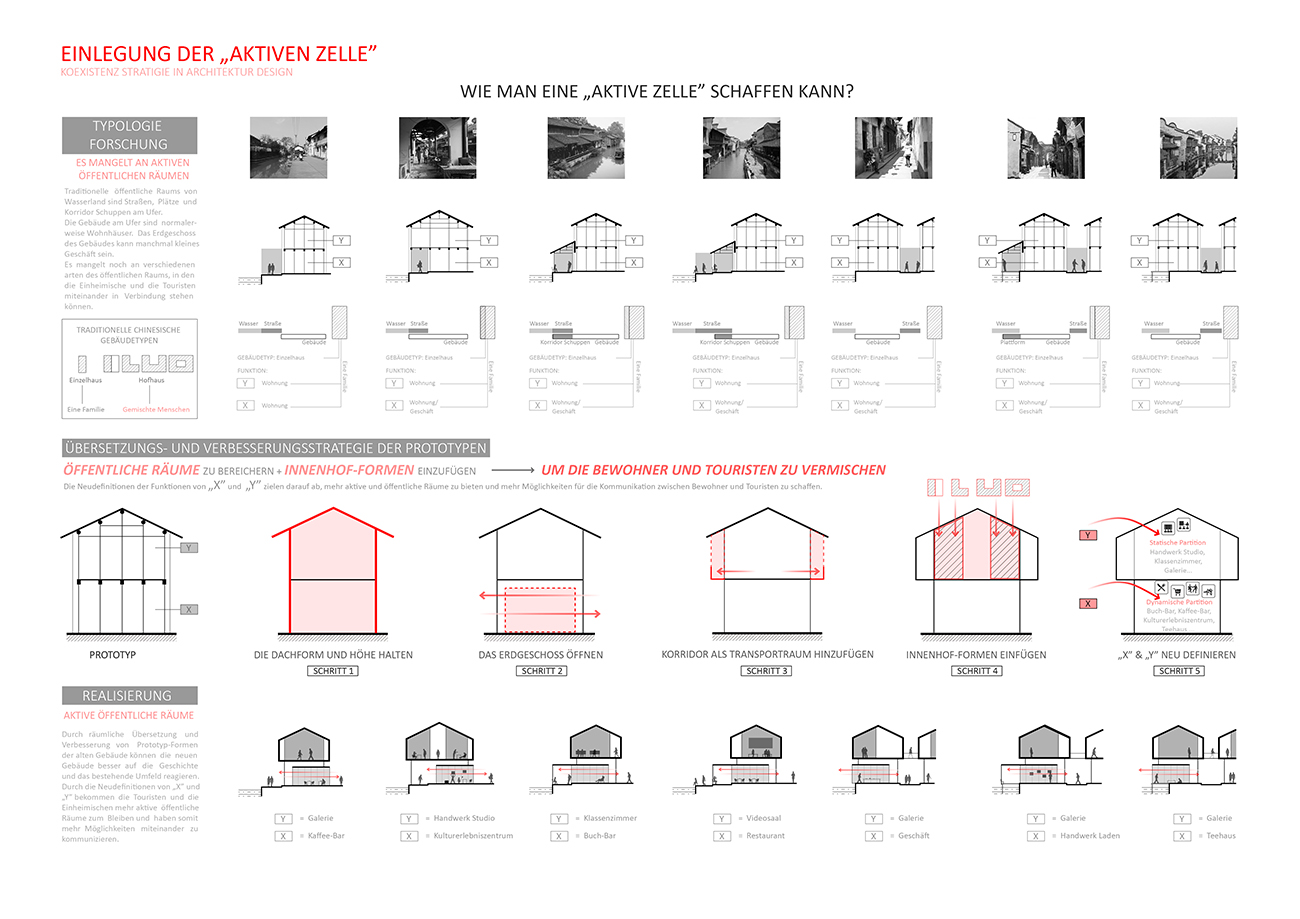 EINLEGUNG DER „AKTIVEN ZELLE”
KOEXISTENZ STRATIGIE IN ARCHITEKTUR DESIGN
WIE MAN EINE „AKTIVE ZELLE” SCHAFFEN KANN?
TYPOLOGIE
FORSCHUNG
ES MANGELT AN AKTIVEN
ÖFFENTLICHEN RÄUMEN
Traditionelle öffentliche Raums von
Wasserland sind Straßen, Plätze und
Korridor Schuppen am Ufer.
Die Gebäude am Ufer sind normaler-
weise Wohnhäuser. Das Erdgeschoss
des Gebäudes kann manchmal kleines
Geschäft sein.
Es mangelt noch an verschiedenen
arten des öffentlichen Raums, in den
die Einheimische und die Touristen
miteinander in Verbindung stehen
können.
TRADITIONELLE CHINESISCHE
GEBÄUDETYPEN
Einzelhaus Hofhaus
Eine Familie Gemischte Menschen
Y Y Y Y Y Y Y
X X X X X X X
Wasser Straße
Gebäude
GEBÄUDETYP: Einzelhaus
FUNKTION:
Y Wohnung
X Wohnung
Eine Familie
Wasser Straße
Gebäude
GEBÄUDETYP: Einzelhaus
FUNKTION:
Y Wohnung
X Wohnung/
Geschäft
Eine Familie
Wasser Straße
Korridor Schuppen Gebäude
GEBÄUDETYP: Einzelhaus
FUNKTION:
Y Wohnung
X Wohnung/
Geschäft
Eine Familie
Wasser Straße
Korridor Schuppen Gebäude
GEBÄUDETYP: Einzelhaus
FUNKTION:
Y Wohnung
X Wohnung/
Geschäft
Eine Familie
Wasser Straße
Gebäude
GEBÄUDETYP: Einzelhaus
FUNKTION:
Y Wohnung
X Wohnung/
Geschäft
Eine Familie
Wasser Straße
Plattform Gebäude
GEBÄUDETYP: Einzelhaus
FUNKTION:
Y Wohnung
X Wohnung/
Geschäft
Eine Familie
Wasser Straße
Gebäude
GEBÄUDETYP: Einzelhaus
FUNKTION:
Y Wohnung
X Wohnung/
Geschäft
Eine Familie
ÜBERSETZUNGS- UND VERBESSERUNGSSTRATEGIE DER PROTOTYPEN
ÖFFENTLICHE RÄUME ZU BEREICHERN + INNENHOF-FORMEN EINZUFÜGEN UM DIE BEWOHNER UND TOURISTEN ZU VERMISCHEN
Die Neudefinitionen der Funktionen von „X” und „Y” zielen darauf ab, mehr aktive und öffentliche Räume zu bieten und mehr Möglichkeiten für die Kommunikation zwischen Bewohner und Touristen zu schaffen.
Y
X
Y
X
Statische Partition
Handwerk Studio,
Klassenzimmer,
Galerie...
Dynamische Partition
Buch-Bar, Kaffee-Bar,
Kulturerlebniszentrum,
Teehaus
PROTOTYP
DIE DACHFORM UND HÖHE HALTEN
SCHRITT 1
DAS ERDGESCHOSS ÖFFNEN
SCHRITT 2
KORRIDOR ALS TRANSPORTRAUM HINZUFÜGEN
SCHRITT 3
INNENHOF-FORMEN EINFÜGEN
SCHRITT 4
„X” & „Y” NEU DEFINIEREN
SCHRITT 5
REALISIERUNG
AKTIVE ÖFFENTLICHE RÄUME
Durch räumliche Übersetzung und
Verbesserung von Prototyp-Formen
der alten Gebäude können die neuen
Gebäude besser auf die Geschichte
und das bestehende Umfeld reagieren.
Durch die Neudefinitionen von „X” und
„Y” bekommen die Touristen und die
Einheimischen mehr aktive öffentliche
Räume zum Bleiben und haben somit
mehr Möglichkeiten miteinander zu
kommunizieren.
Y = Galerie
X = Kaffee-Bar
Y = Handwerk Studio
X = Kulturerlebniszentrum
Y = Klassenzimmer
X = Buch-Bar
Y = Videosaal
X = Restaurant
Y = Galerie
X = Geschäft
Y = Galerie
X = Handwerk Laden
Y = Galerie
X = Teehaus